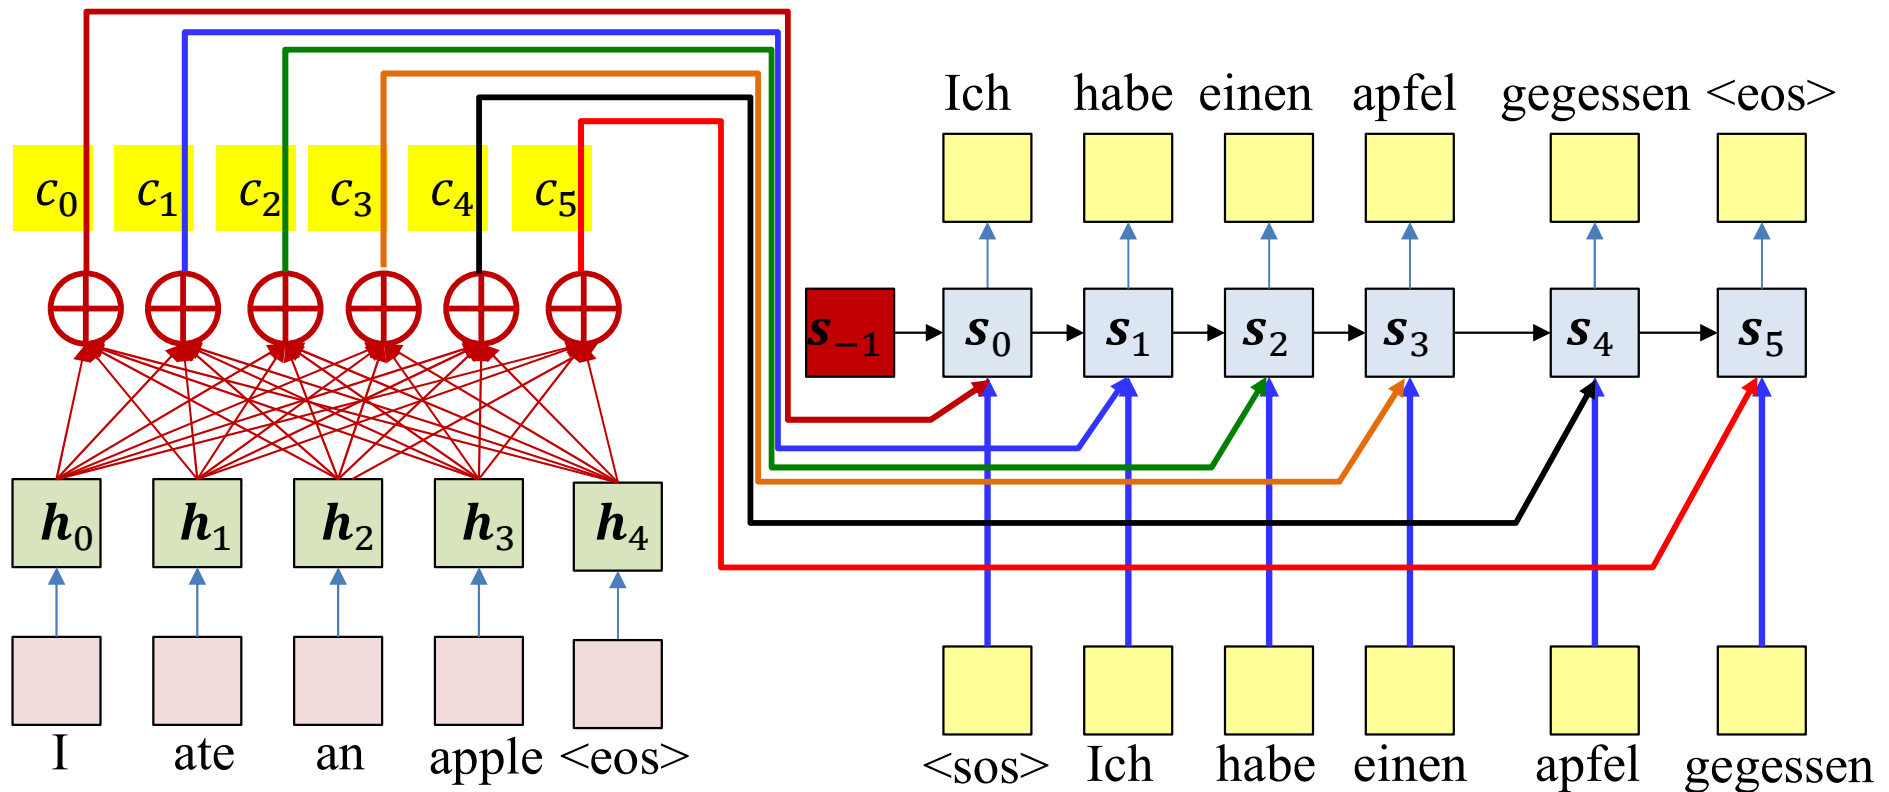 Ich habe einen apfel gegessen <eos>
c₀ c₁ c₂ c₃ c₄ c₅
s₋₁ s₀ s₁ s₂ s₃ s₄ s₅
h₀ h₁ h₂ h₃ h₄
I ate an apple <eos>
<sos> Ich habe einen apfel gegessen